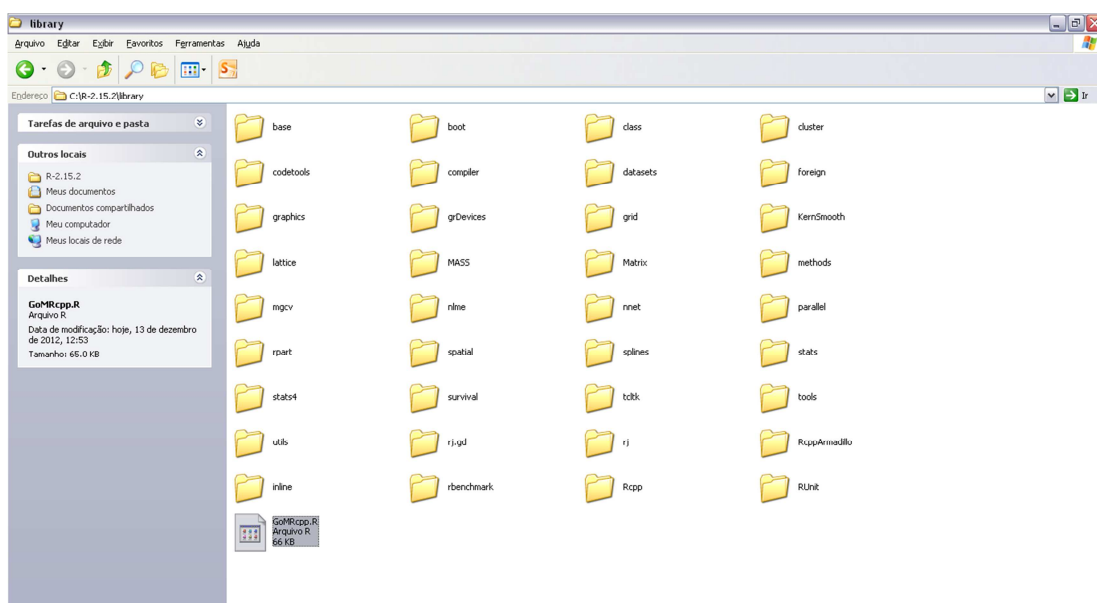 library
Arquivo Editar Exibir Favoritos Ferramentas Ajuda
Endereço C:\R-2.15.2\library Ir
Tarefas de arquivo e pasta
Outros locais
R-2.15.2
Meus documentos
Documentos compartilhados
Meu computador
Meus locais de rede
Detalhes
GoMRcpp.R
Arquivo R
Data de modificação: hoje, 13 de dezembro
de 2012, 12:53
Tamanho: 65,0 KB
base boot class cluster
codetools compiler datasets foreign
graphics grDevices grid KernSmooth
lattice MASS Matrix methods
mgcv nlme nnet parallel
rpart spatial splines stats
stats4 survival tcltk tools
utils rj.gd rj RcppArmadillo
inline rbenchmark Rcpp RUnit
GoMRcpp.R
Arquivo R
66 KB